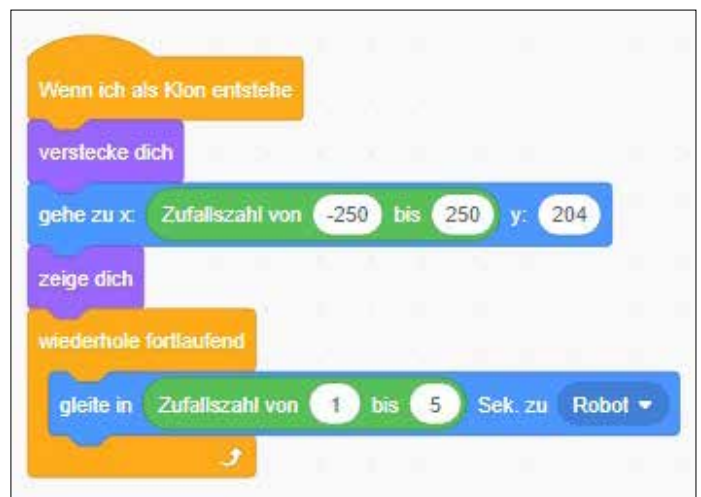 Wenn ich als Klon entstehe
verstecke dich
gehe zu x: Zufallszahl von -250 bis 250 y: 204
zeige dich
wiederhole fortlaufend
gleite in Zufallszahl von 1 bis 5 Sek. zu Robot